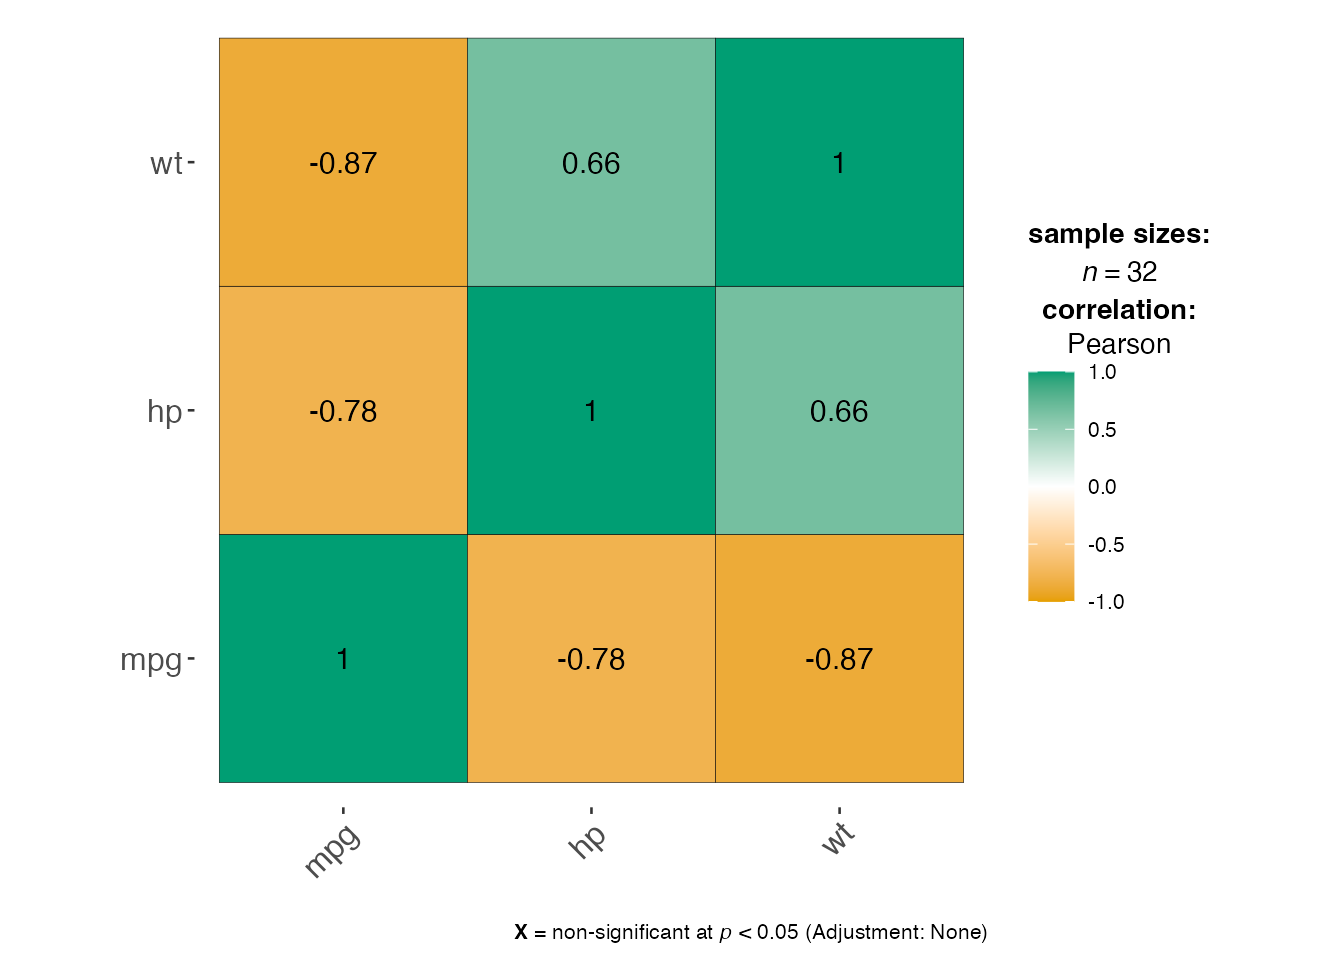 wt
-0.87
0.66
1
hp
-0.78
1
0.66
mpg
1
-0.78
-0.87
mpg
hp
wt
sample sizes:
n = 32
correlation:
Pearson
1.0
0.5
0.0
-0.5
-1.0
X = non-significant at p < 0.05 (Adjustment: None)